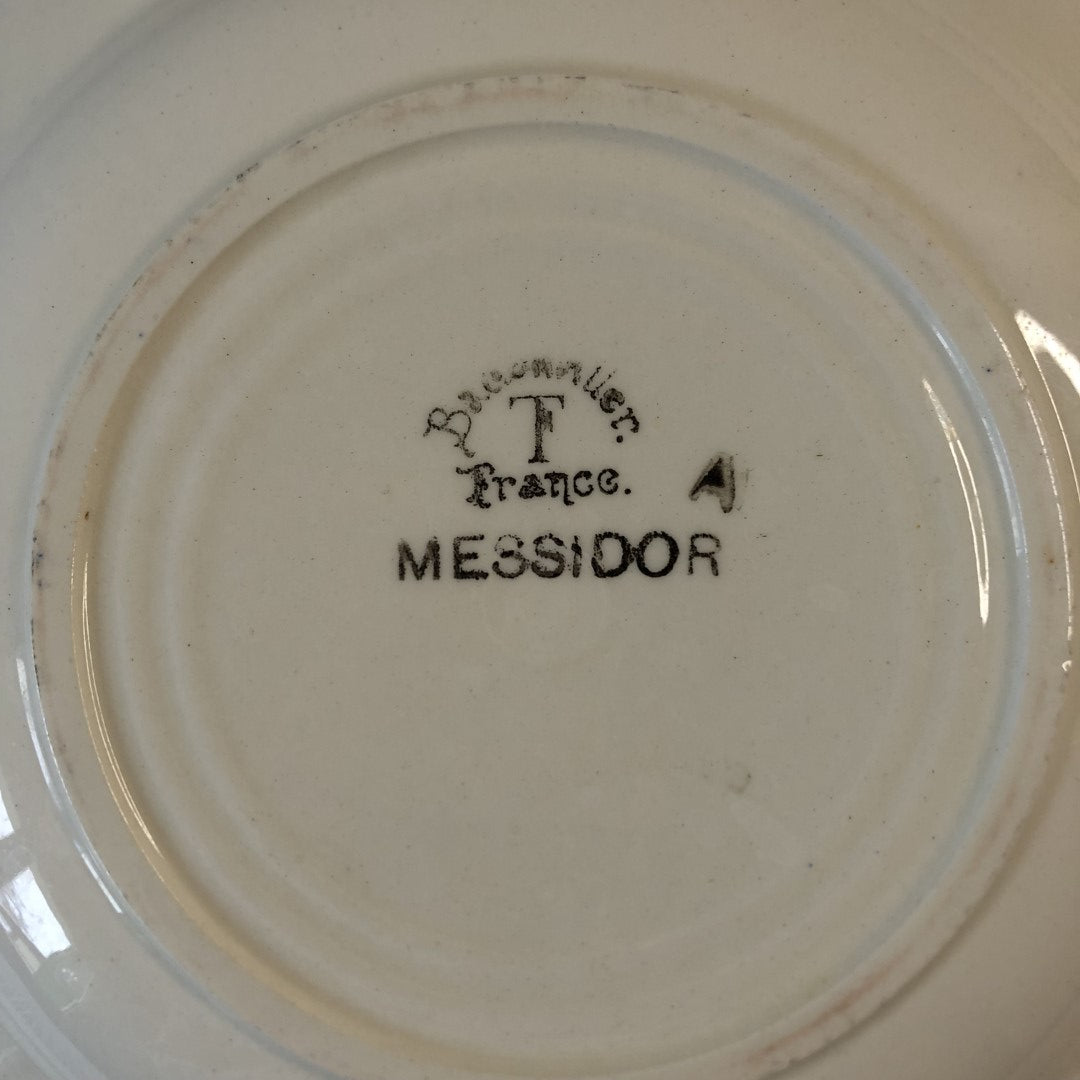 T
France.
A
MESSIDOR